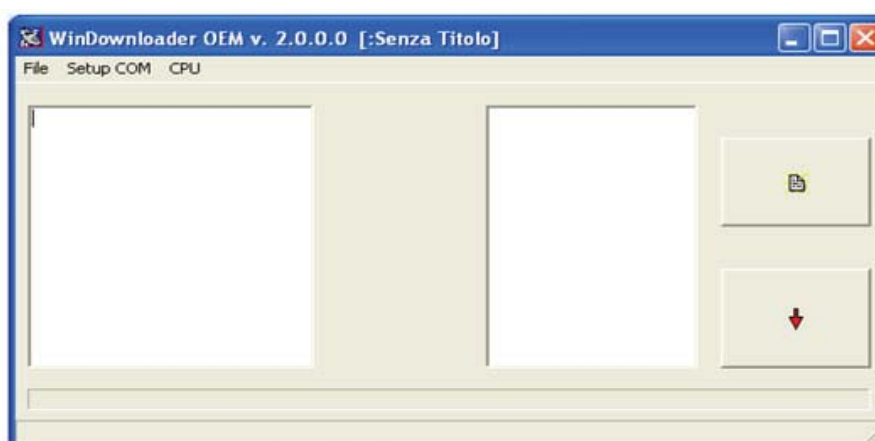 WinDownloader OEM v. 2.0.0.0 [:Senza Titolo]
File Setup COM CPU